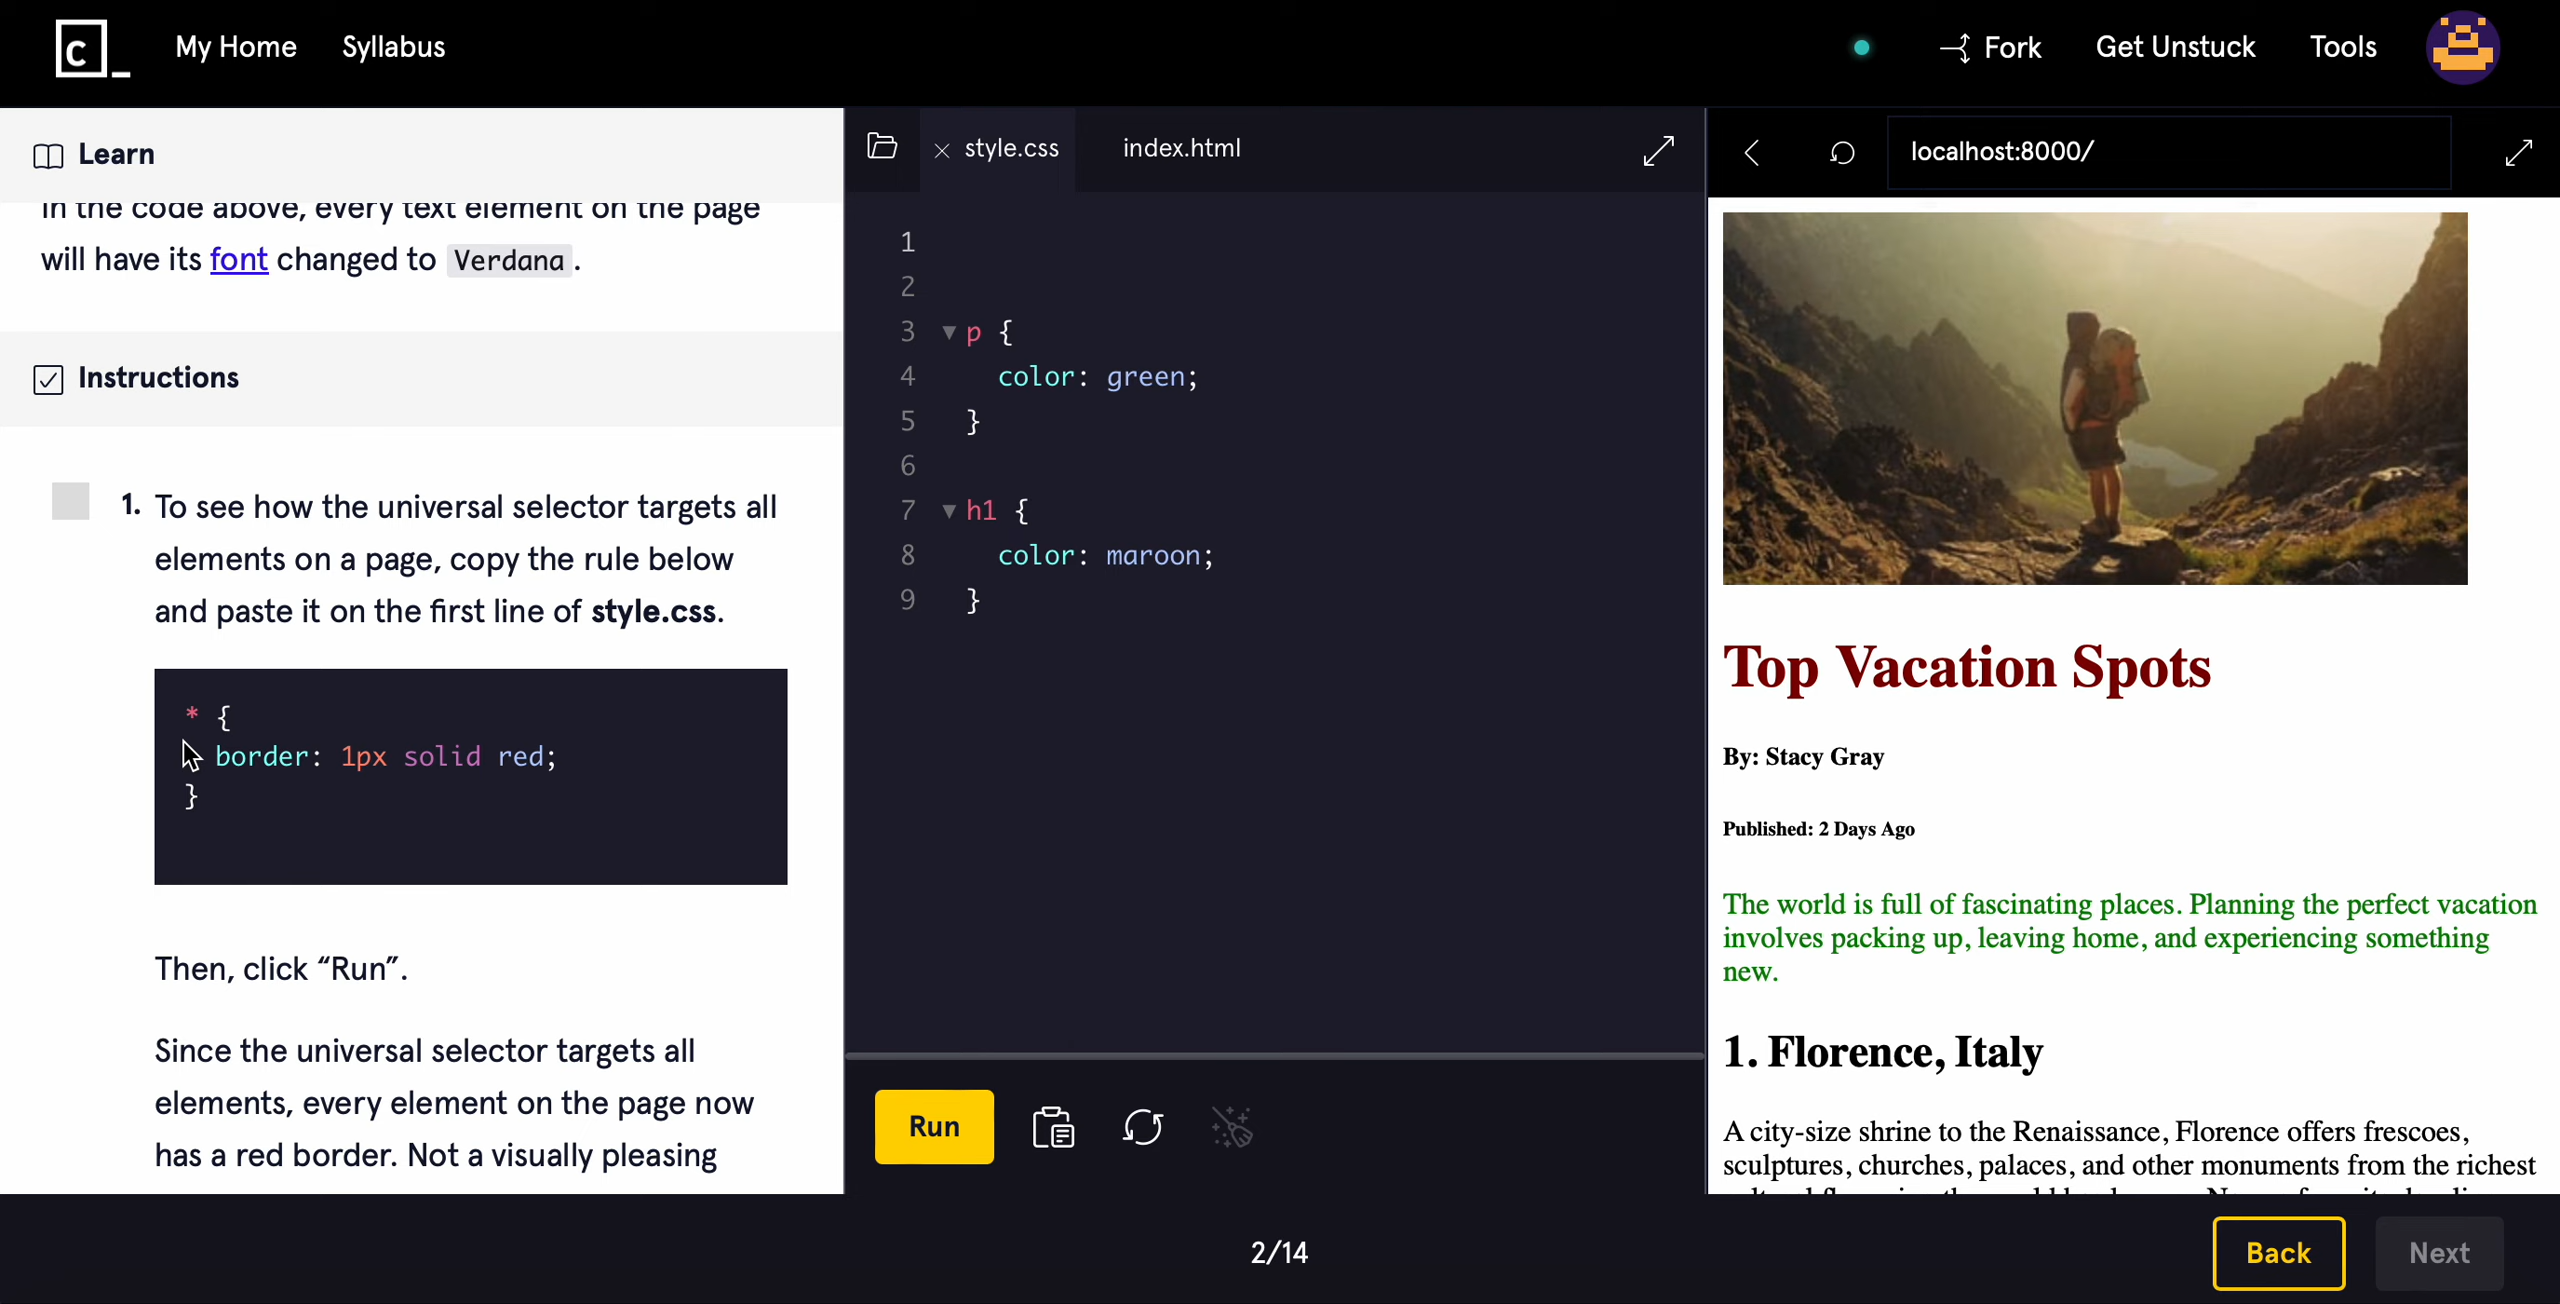 C_
My Home
Syllabus
Fork
Get Unstuck
Tools
Learn
In the code above, every text element on the page
will have its font changed to Verdana.
Instructions
1. To see how the universal selector targets all
elements on a page, copy the rule below
and paste it on the first line of style.css.
* {
border: 1px solid red;
}
Then, click “Run”.
Since the universal selector targets all
elements, every element on the page now
has a red border. Not a visually pleasing
style.css
index.html
1
2
3 p {
4 color: green;
5 }
6
7 h1 {
8 color: maroon;
9 }
Run
localhost:8000/
Top Vacation Spots
By: Stacy Gray
Published: 2 Days Ago
The world is full of fascinating places. Planning the perfect vacation
involves packing up, leaving home, and experiencing something
new.
1. Florence, Italy
A city-size shrine to the Renaissance, Florence offers frescoes,
sculptures, churches, palaces, and other monuments from the richest
2/14
Back
Next